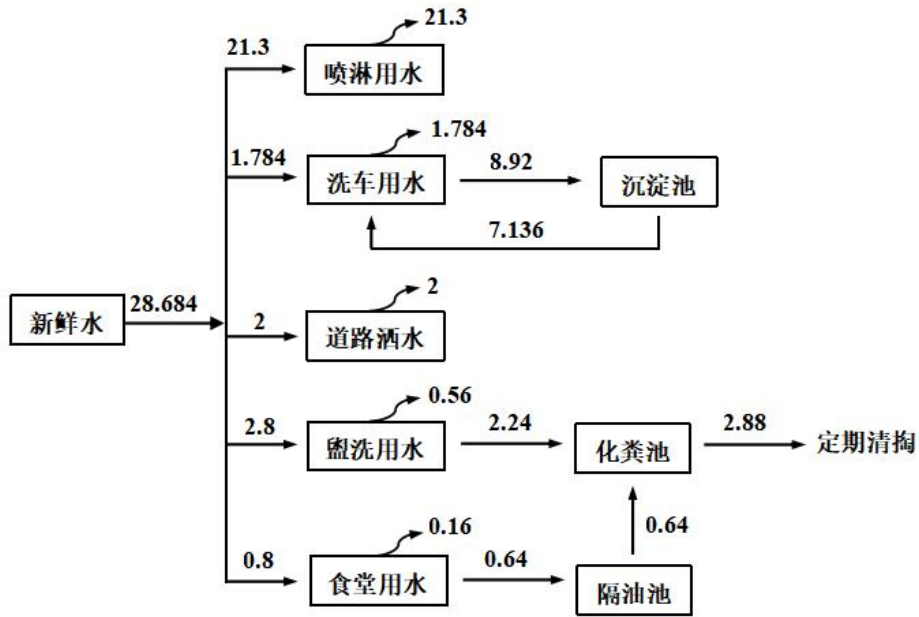 21.3
21.3
喷淋用水
1.784
1.784
洗车用水
8.92
沉淀池
7.136
新鲜水
28.684
2
2
道路洒水
0.56
2.8
盥洗用水
2.24
化粪池
2.88
定期清掏
0.64
0.16
0.8
食堂用水
0.64
隔油池